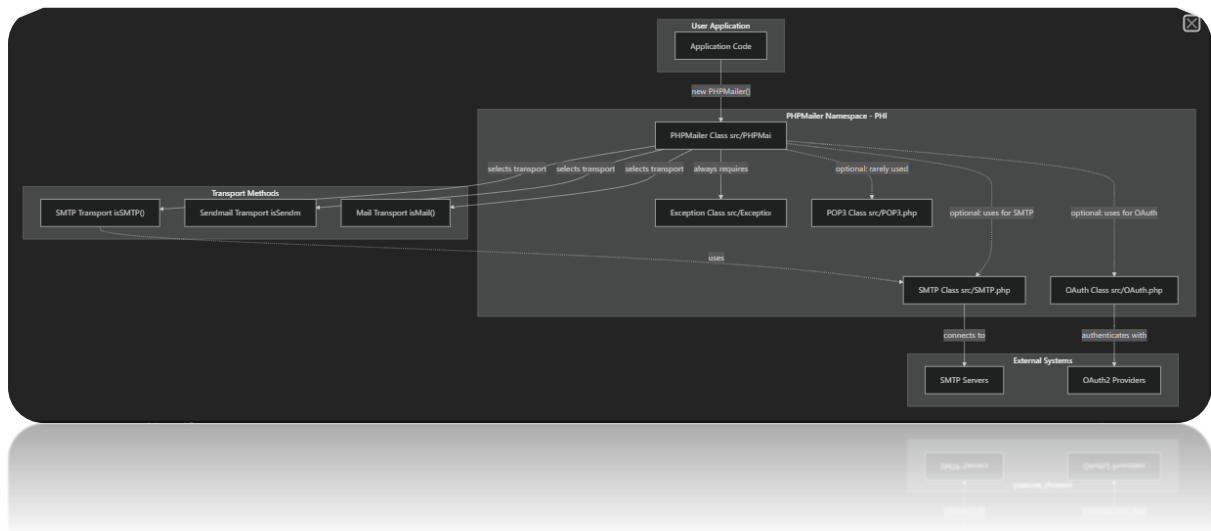 User Application
Application Code
new PHPMailer()
PHPMailer Namespace - PHI
PHPMailer Class src/PHPMai
selects transport
selects transport
selects transport
always requires
optional: rarely used
Transport Methods
SMTP Transport isSMTP()
Sendmail Transport isSendm
Mail Transport isMail()
Exception Class src/Exception
POP3 Class src/POP3.php
optional: uses for SMTP
optional: uses for OAuth
uses
SMTP Class src/SMTP.php
OAuth Class src/OAuth.php
connects to
authenticates with
External Systems
SMTP Servers
OAuth2 Providers